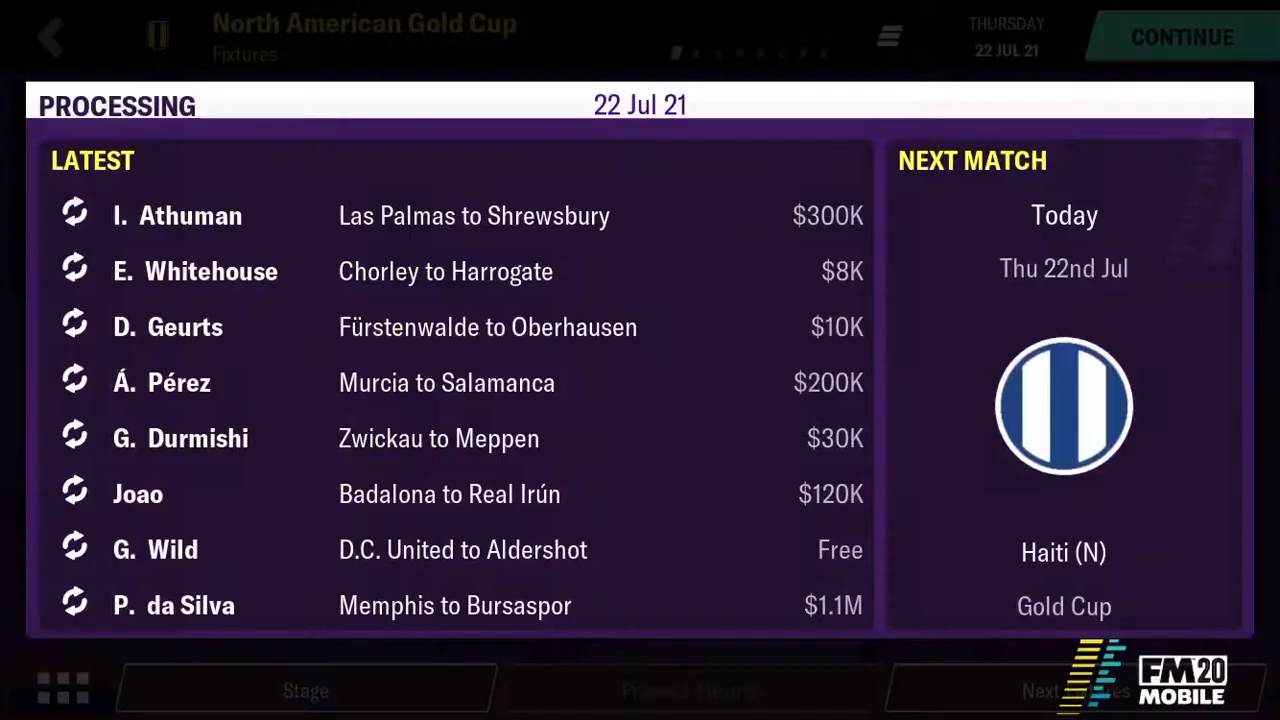 North American Gold Cup
Fixtures
THURSDAY
22 JUL 21
CONTINUE
PROCESSING
22 Jul 21
LATEST
I. Athuman Las Palmas to Shrewsbury $300K
E. Whitehouse Chorley to Harrogate $8K
D. Geurts Fürstenwalde to Oberhausen $10K
Á. Pérez Murcia to Salamanca $200K
G. Durmishi Zwickau to Meppen $30K
Joao Badalona to Real Irún $120K
G. Wild D.C. United to Aldershot Free
P. da Silva Memphis to Bursaspor $1.1M
NEXT MATCH
Today
Thu 22nd Jul
Haiti (N)
Gold Cup
Stage
Next
FM20
MOBILE